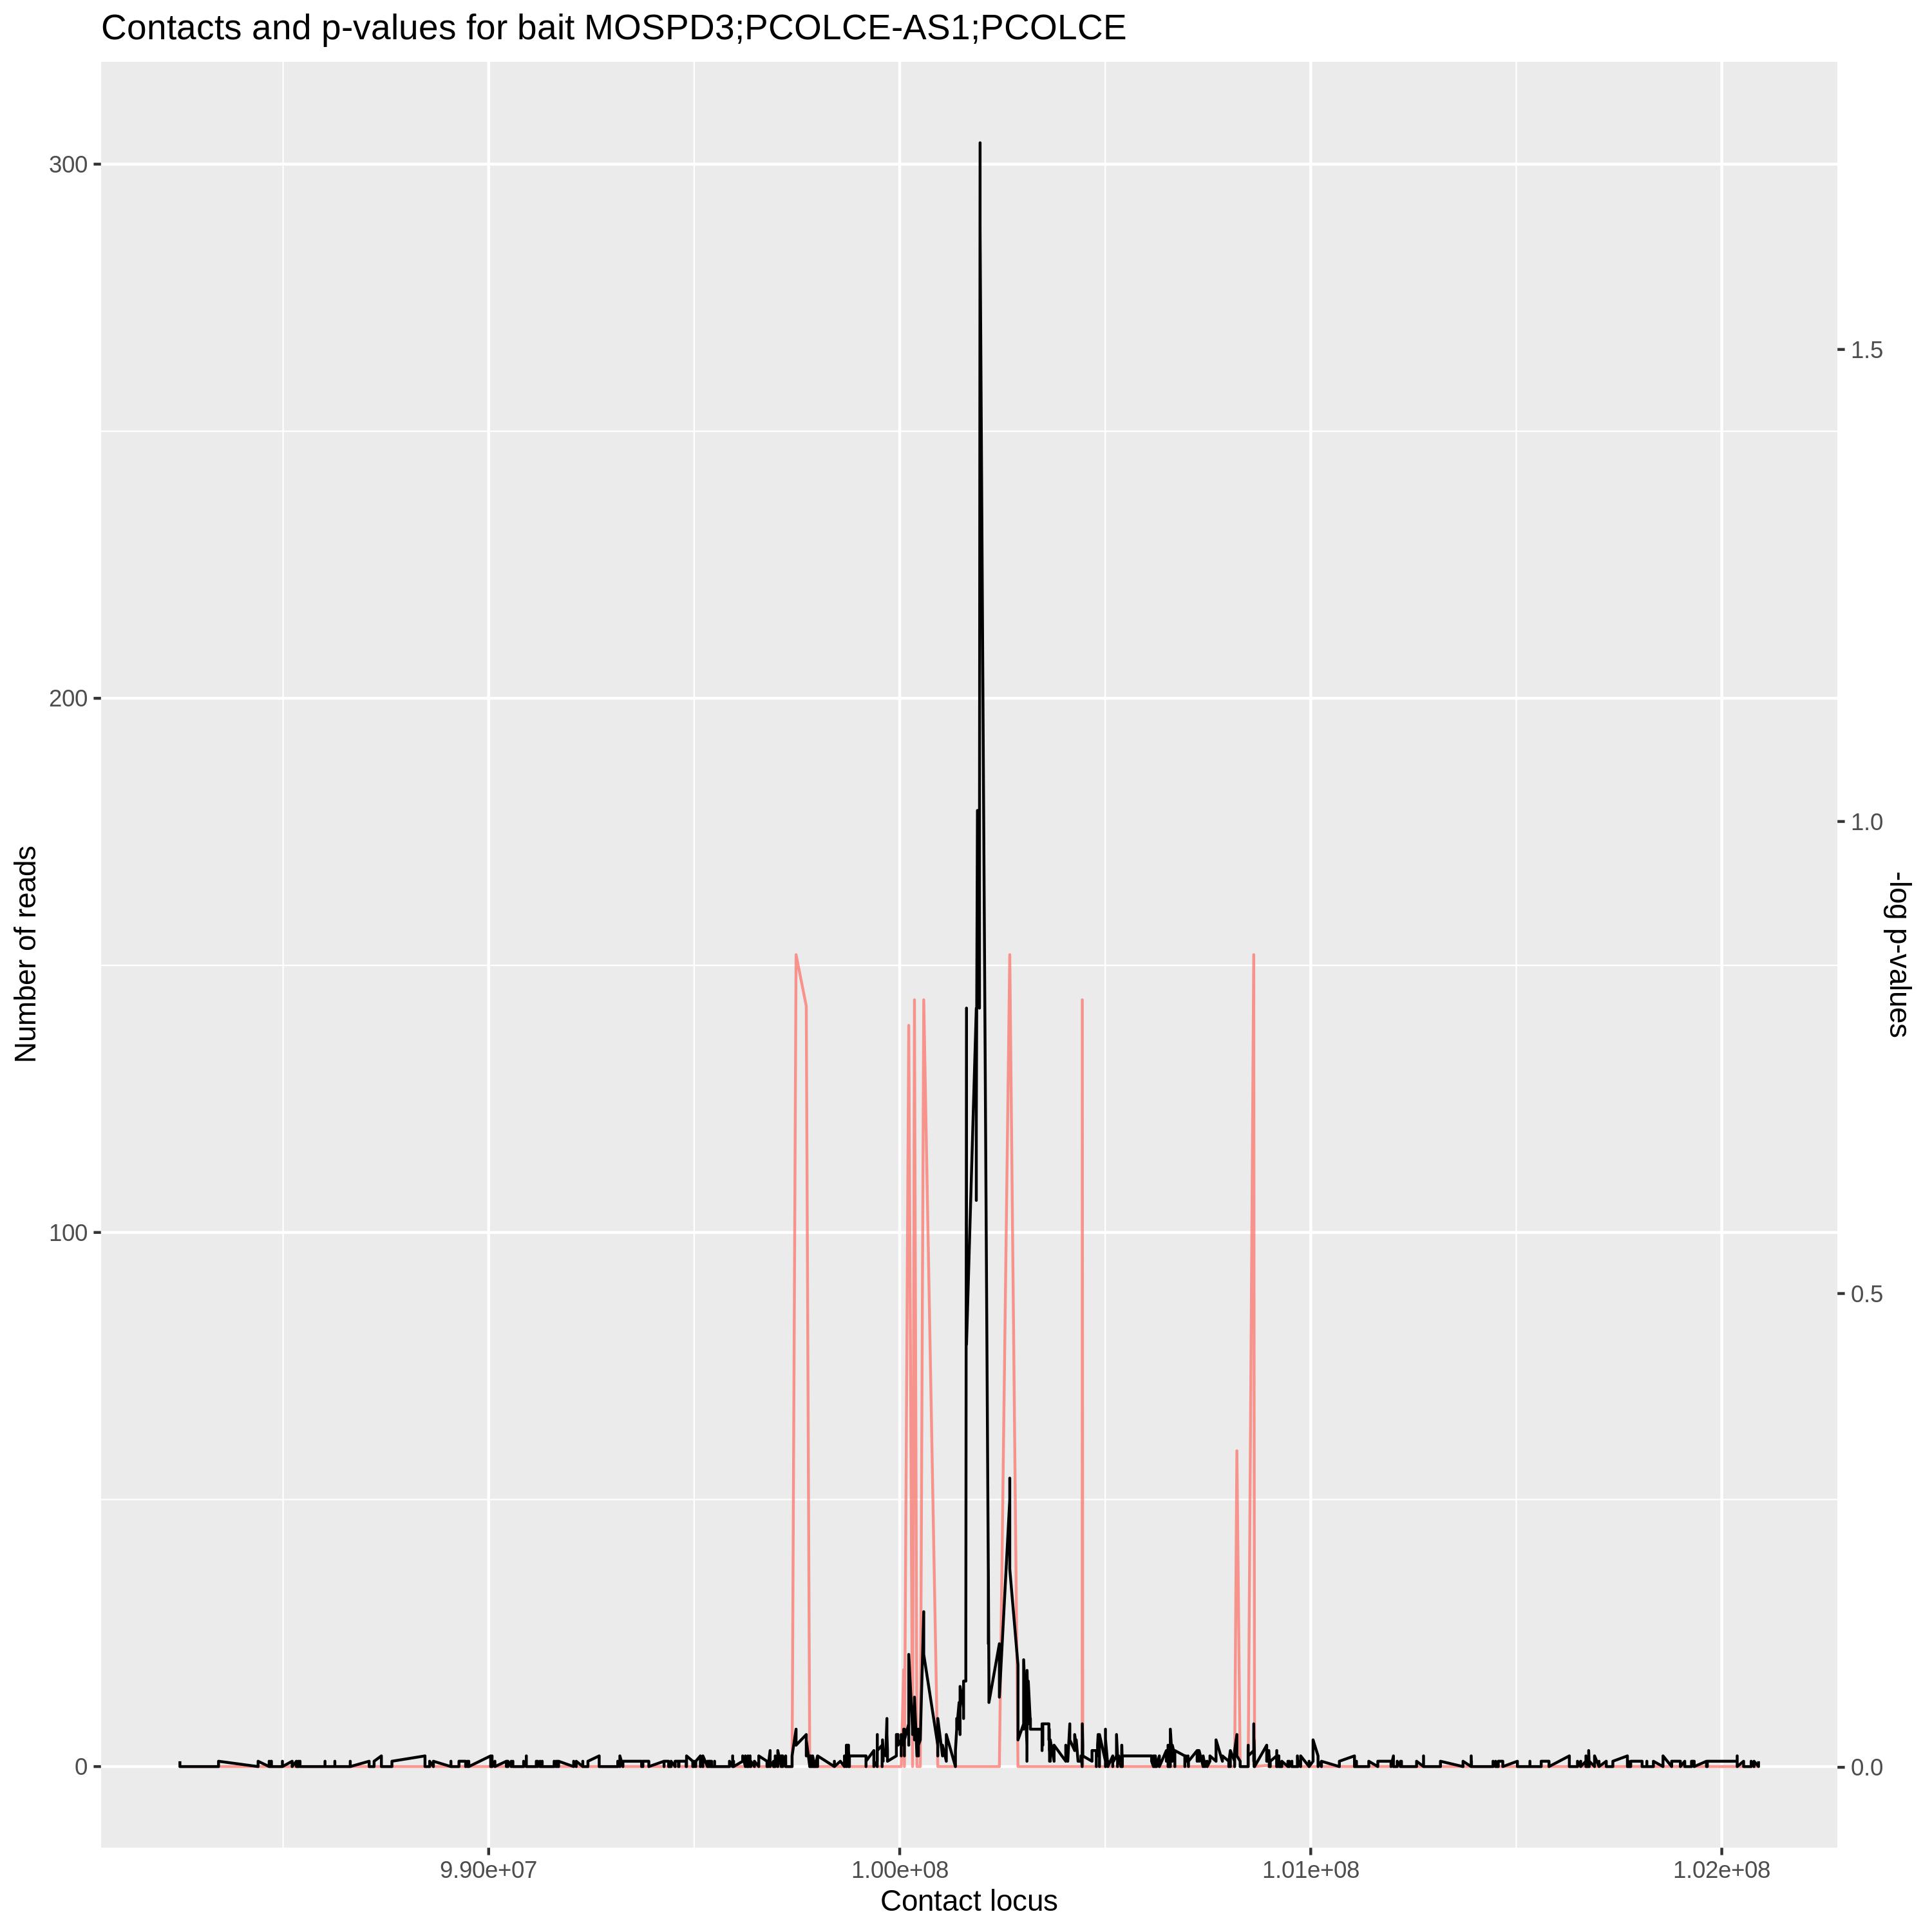 Contacts and p-values for bait MOSPD3;PCOLCE-AS1;PCOLCE
300
200
100
0
Number of reads
1.5
1.0
0.5
0.0
-log p-values
9.90e+07
1.00e+08
1.01e+08
1.02e+08
Contact locus